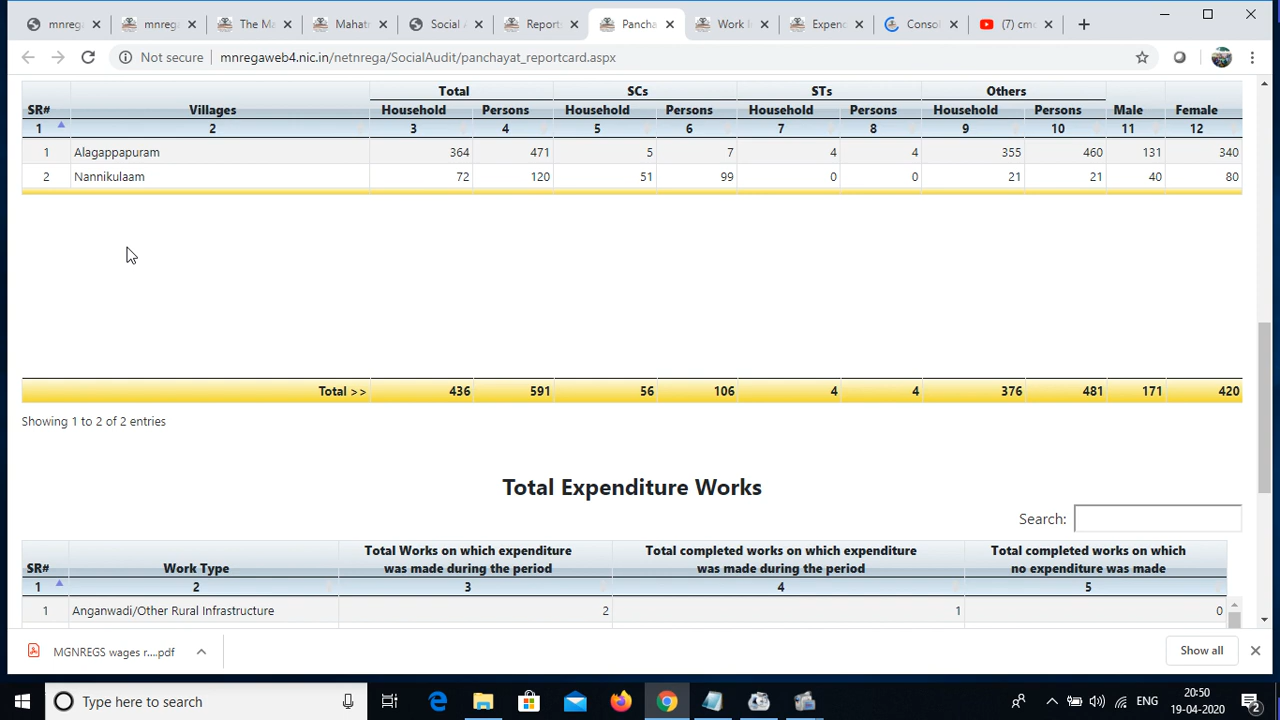 mnreg
mnreg
The Ma
Mahatr
Social
Report
Pancha
Work I
Expen
Consol
(7) cm
Not secure
mnregaweb4.nic.in/netnrega/SocialAudit/panchayat_reportcard.aspx
Total SCs STs Others
SR# Villages Household Persons Household Persons Household Persons Household Persons Male Female
1 2 3 4 5 6 7 8 9 10 11 12
1 Alagappapuram 364 471 5 7 4 4 355 460 131 340
2 Nannikulaam 72 120 51 99 0 0 21 21 40 80
Total >> 436 591 56 106 4 4 376 481 171 420
Showing 1 to 2 of 2 entries
Total Expenditure Works
Search:
Total Works on which expenditure Total completed works on which expenditure Total completed works on which
SR# Work Type was made during the period was made during the period no expenditure was made
1 2 3 4 5
1 Anganwadi/Other Rural Infrastructure 2 1 0
MGNREGS wages r....pdf
Show all
Type here to search
ENG
20:50
19-04-2020
2